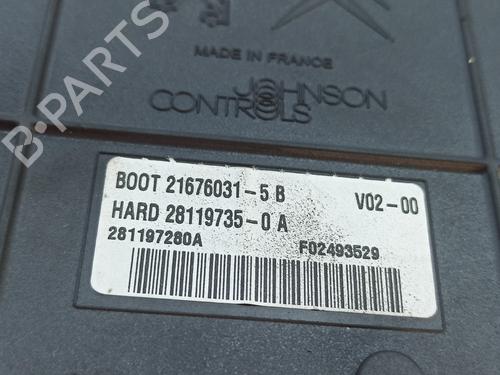 B-PARTS
MADE IN FRANCE
JOHNSON
CONTROLS
BOOT 21676031-5 B
V02-00
HARD 28119735-0 A
281197280A
F02493529